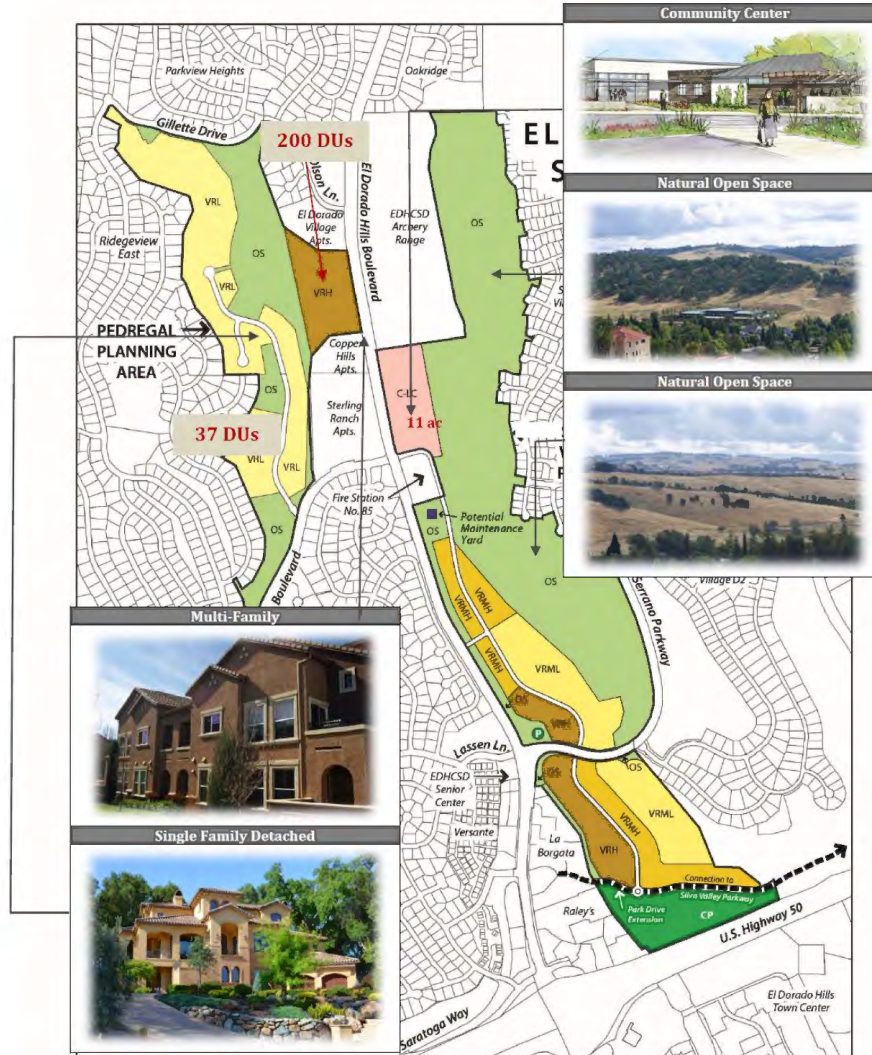 Community Center
Parkview Heights
Oakridge
Gillette Drive
200 DUs
olson Ln.
El Dorado Hills Boulevard
EL
S
El Dorado
Village
Apts.
EDHCSD
Archery
Range
OS
Natural Open Space
VRL
OS
Ridgeview
East
VRL
VRH
PEDREGAL
PLANNING
AREA
Copper
Hills
Apts.
C-LC
11 ac
Natural Open Space
OS
37 DUs
Sterling
Ranch
Apts.
VRL
VRL
Fire Station
No. 85
OS
Potential
Maintenance
Yard
OS
OS
Boulevard
Village D2
Serrano Parkway
Multi-Family
VRMH
VRMH
VRMH
VRML
OS
P
Lassen Ln.
EDHCSD
Senior
Center
OS
VRML
Versante
VRMH
Single Family Detached
La
Borgata
VRH
Connection to
Silva Valley Parkway
Raley's
Park Drive
Extension
CP
U.S. Highway 50
El Dorado Hills
Town Center
Saratoga Way